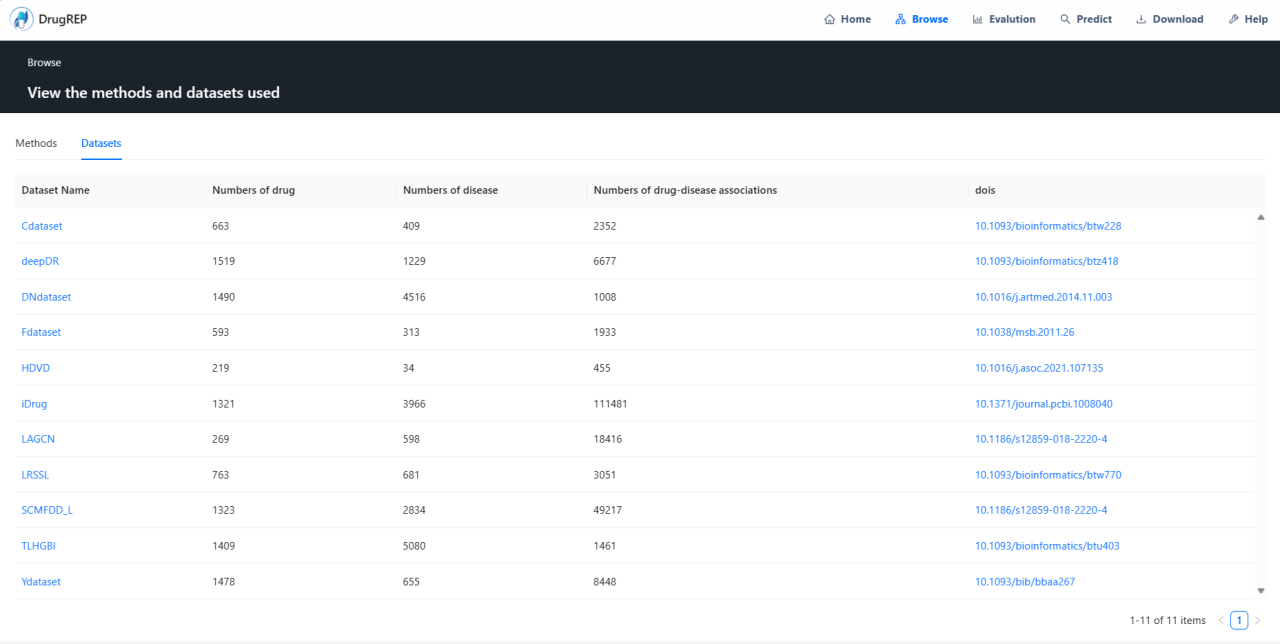 DrugREP
Home Browse Evalution Predict Download Help
Browse
View the methods and datasets used
Methods Datasets
Dataset Name Numbers of drug Numbers of disease Numbers of drug-disease associations dois
Cdataset 663 409 2352 10.1093/bioinformatics/btw228
deepDR 1519 1229 6677 10.1093/bioinformatics/btz418
DNdataset 1490 4516 1008 10.1016/j.artmed.2014.11.003
Fdataset 593 313 1933 10.1038/msb.2011.26
HDVD 219 34 455 10.1016/j.asoc.2021.107135
iDrug 1321 3966 111481 10.1371/journal.pcbi.1008040
LAGCN 269 598 18416 10.1186/s12859-018-2220-4
LRSSL 763 681 3051 10.1093/bioinformatics/btw770
SCMFDD_L 1323 2834 49217 10.1186/s12859-018-2220-4
TLHGBI 1409 5080 1461 10.1093/bioinformatics/btu403
Ydataset 1478 655 8448 10.1093/bib/bbaa267
1-11 of 11 items < 1 >